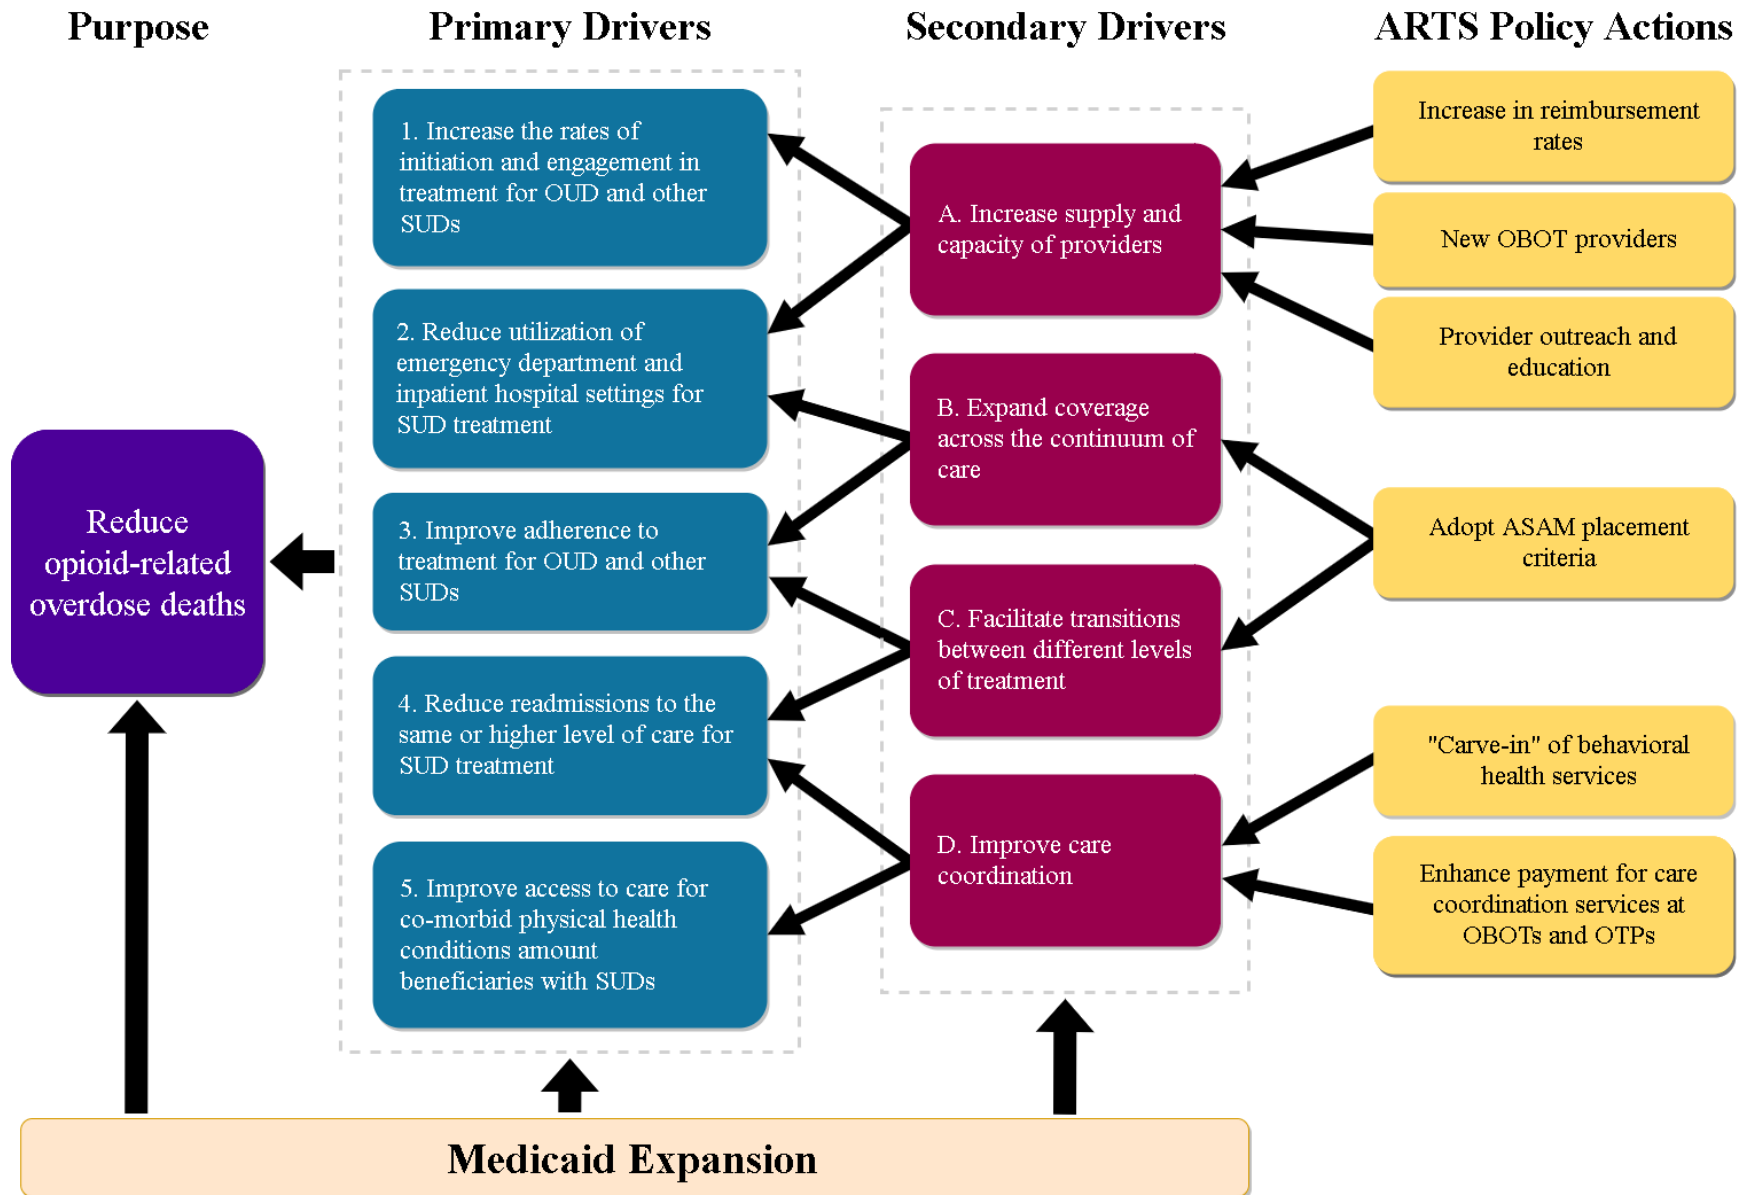 Purpose
Primary Drivers
Secondary Drivers
ARTS Policy Actions
Reduce
opioid-related
overdose deaths
1. Increase the rates of
initiation and engagement in
treatment for OUD and other
SUDs
2. Reduce utilization of
emergency department and
inpatient hospital settings for
SUD treatment
3. Improve adherence to
treatment for OUD and other
SUDs
4. Reduce readmissions to the
same or higher level of care for
SUD treatment
5. Improve access to care for
co-morbid physical health
conditions amount
beneficiaries with SUDs
A. Increase supply and
capacity of providers
B. Expand coverage
across the continuum of
care
C. Facilitate transitions
between different levels
of treatment
D. Improve care
coordination
Increase in reimbursement
rates
New OBOT providers
Provider outreach and
education
Adopt ASAM placement
criteria
"Carve-in" of behavioral
health services
Enhance payment for care
coordination services at
OBOTs and OTPs
Medicaid Expansion